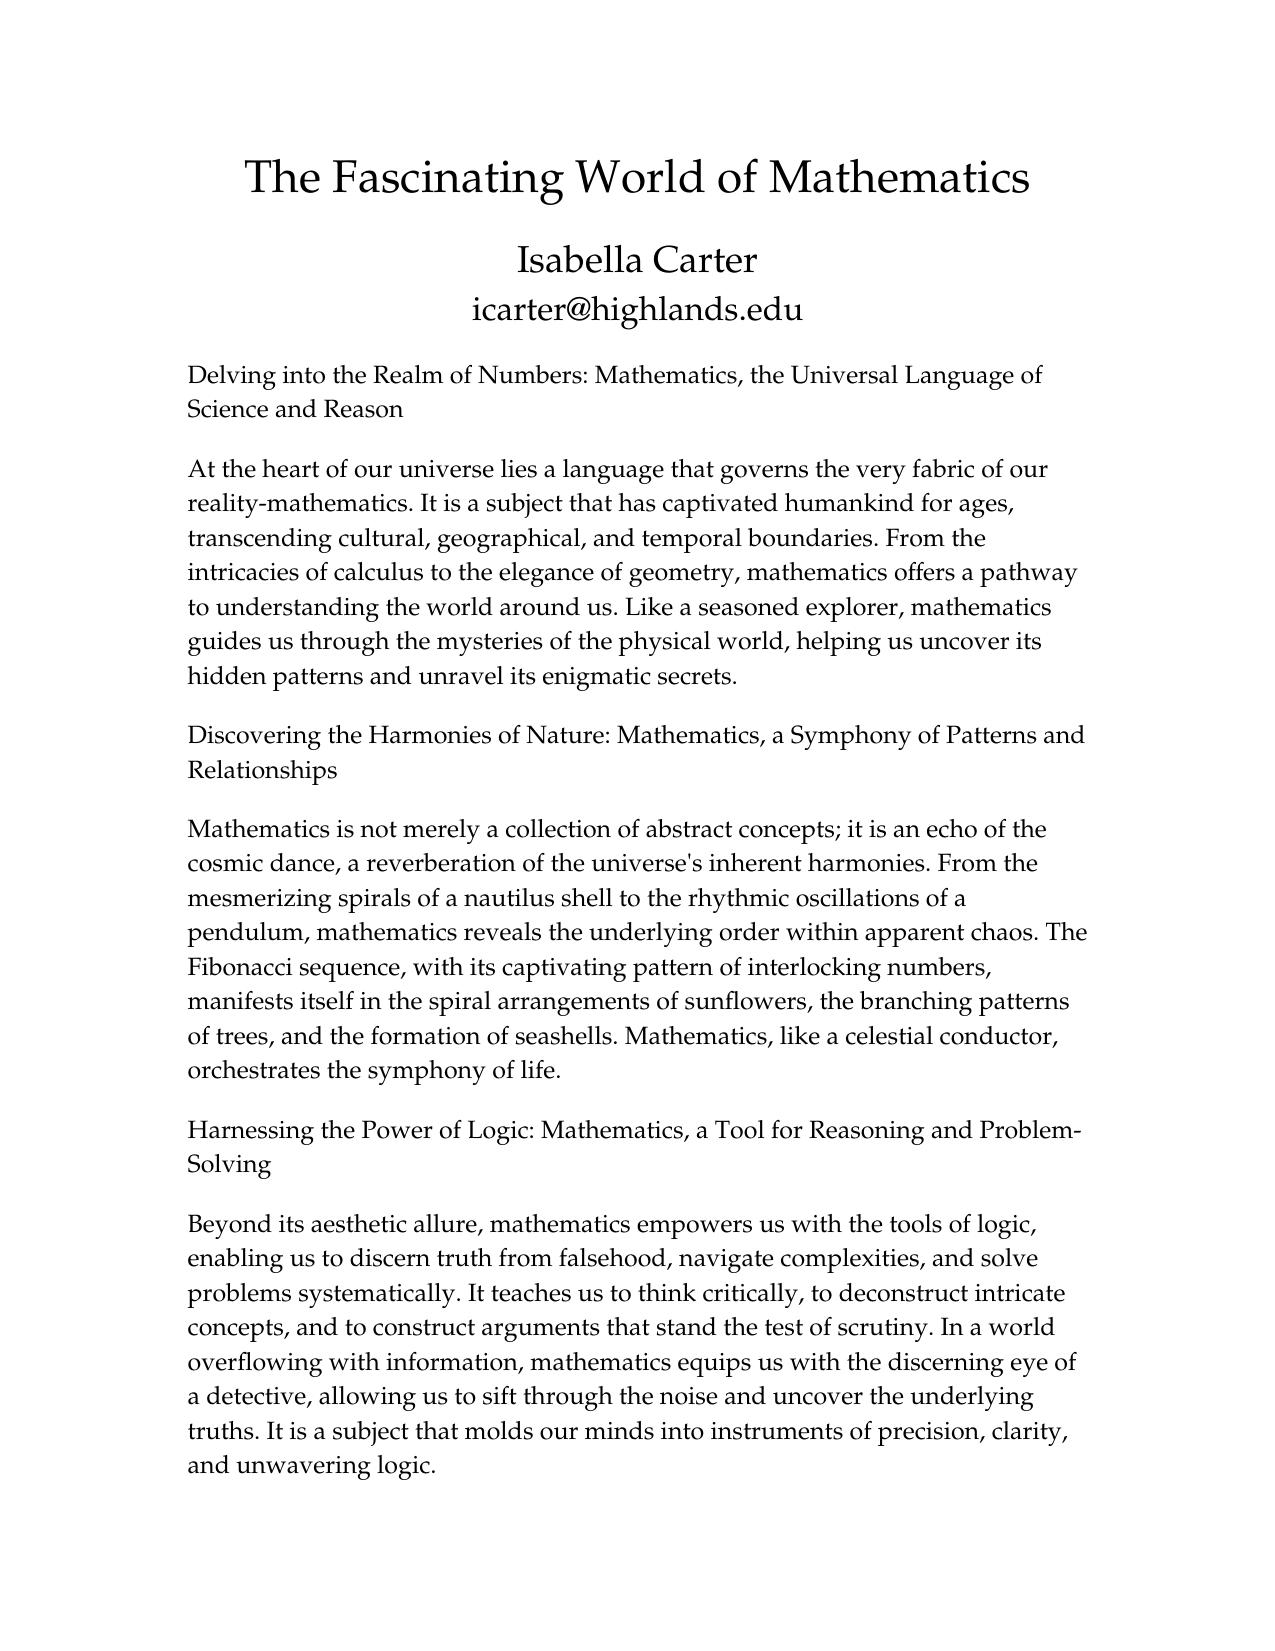 The Fascinating World of Mathematics
Isabella Carter
icarter@highlands.edu
Delving into the Realm of Numbers: Mathematics, the Universal Language of
Science and Reason
At the heart of our universe lies a language that governs the very fabric of our
reality-mathematics. It is a subject that has captivated humankind for ages,
transcending cultural, geographical, and temporal boundaries. From the
intricacies of calculus to the elegance of geometry, mathematics offers a pathway
to understanding the world around us. Like a seasoned explorer, mathematics
guides us through the mysteries of the physical world, helping us uncover its
hidden patterns and unravel its enigmatic secrets.
Discovering the Harmonies of Nature: Mathematics, a Symphony of Patterns and
Relationships
Mathematics is not merely a collection of abstract concepts; it is an echo of the
cosmic dance, a reverberation of the universe's inherent harmonies. From the
mesmerizing spirals of a nautilus shell to the rhythmic oscillations of a
pendulum, mathematics reveals the underlying order within apparent chaos. The
Fibonacci sequence, with its captivating pattern of interlocking numbers,
manifests itself in the spiral arrangements of sunflowers, the branching patterns
of trees, and the formation of seashells. Mathematics, like a celestial conductor,
orchestrates the symphony of life.
Harnessing the Power of Logic: Mathematics, a Tool for Reasoning and Problem-
Solving
Beyond its aesthetic allure, mathematics empowers us with the tools of logic,
enabling us to discern truth from falsehood, navigate complexities, and solve
problems systematically. It teaches us to think critically, to deconstruct intricate
concepts, and to construct arguments that stand the test of scrutiny. In a world
overflowing with information, mathematics equips us with the discerning eye of
a detective, allowing us to sift through the noise and uncover the underlying
truths. It is a subject that molds our minds into instruments of precision, clarity,
and unwavering logic.